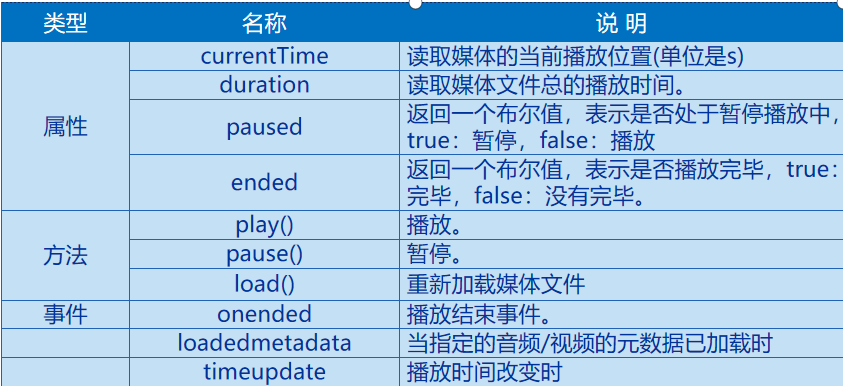 类型 名称 说 明
属性 currentTime 读取媒体的当前播放位置(单位是s)
duration 读取媒体文件总的播放时间。
paused 返回一个布尔值，表示是否处于暂停播放中，
true：暂停，false：播放
ended 返回一个布尔值，表示是否播放完毕，true：
完毕，false：没有完毕。
方法 play() 播放。
pause() 暂停。
load() 重新加载媒体文件
事件 onended 播放结束事件。
loadedmetadata 当指定的音频/视频的元数据已加载时
timeupdate 播放时间改变时